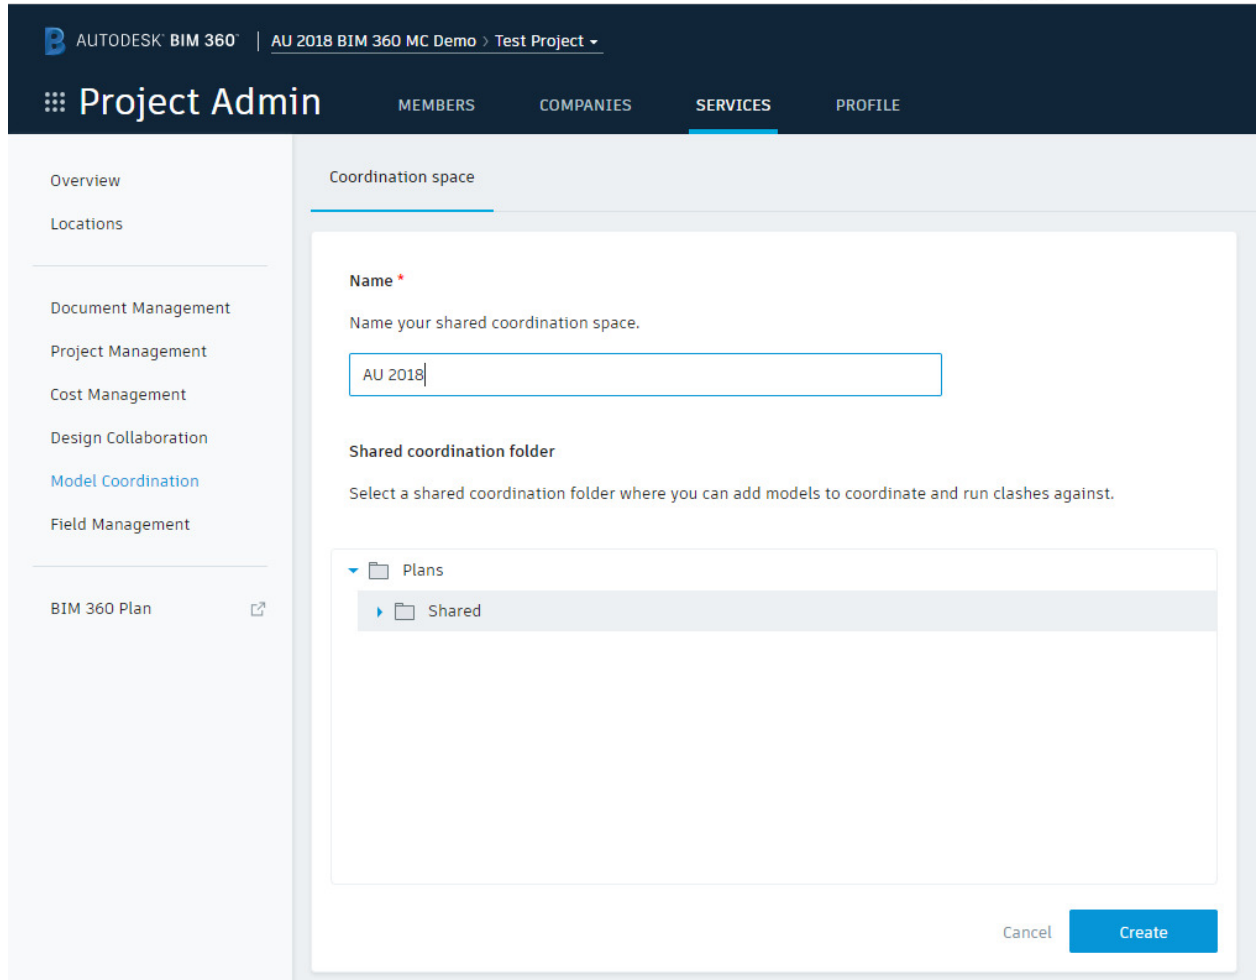 AUTODESK® BIM 360™ AU 2018 BIM 360 MC Demo > Test Project
Project Admin MEMBERS COMPANIES SERVICES PROFILE
Overview
Locations
Document Management
Project Management
Cost Management
Design Collaboration
Model Coordination
Field Management
BIM 360 Plan
Coordination space
Name *
Name your shared coordination space.
AU 2018
Shared coordination folder
Select a shared coordination folder where you can add models to coordinate and run clashes against.
Plans
Shared
Cancel Create